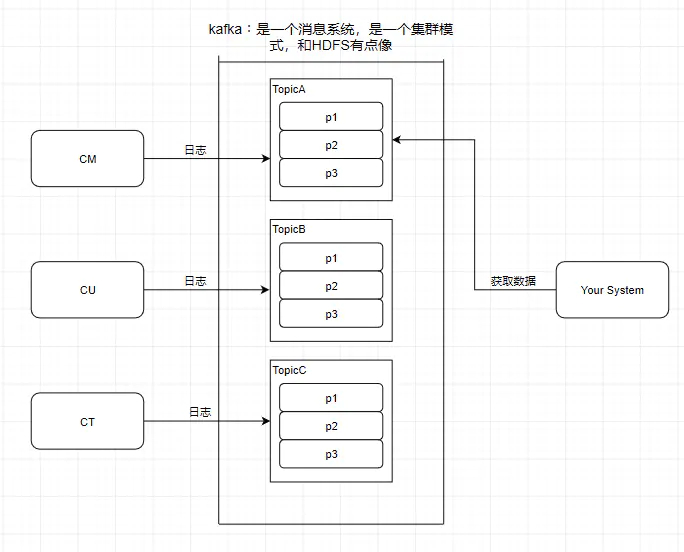 kafka：是一个消息系统，是一个集群模
式，和HDFS有点像
TopicA
p1
p2
p3
CM
日志
TopicB
p1
p2
p3
CU
日志
获取数据
Your System
TopicC
p1
p2
p3
CT
日志